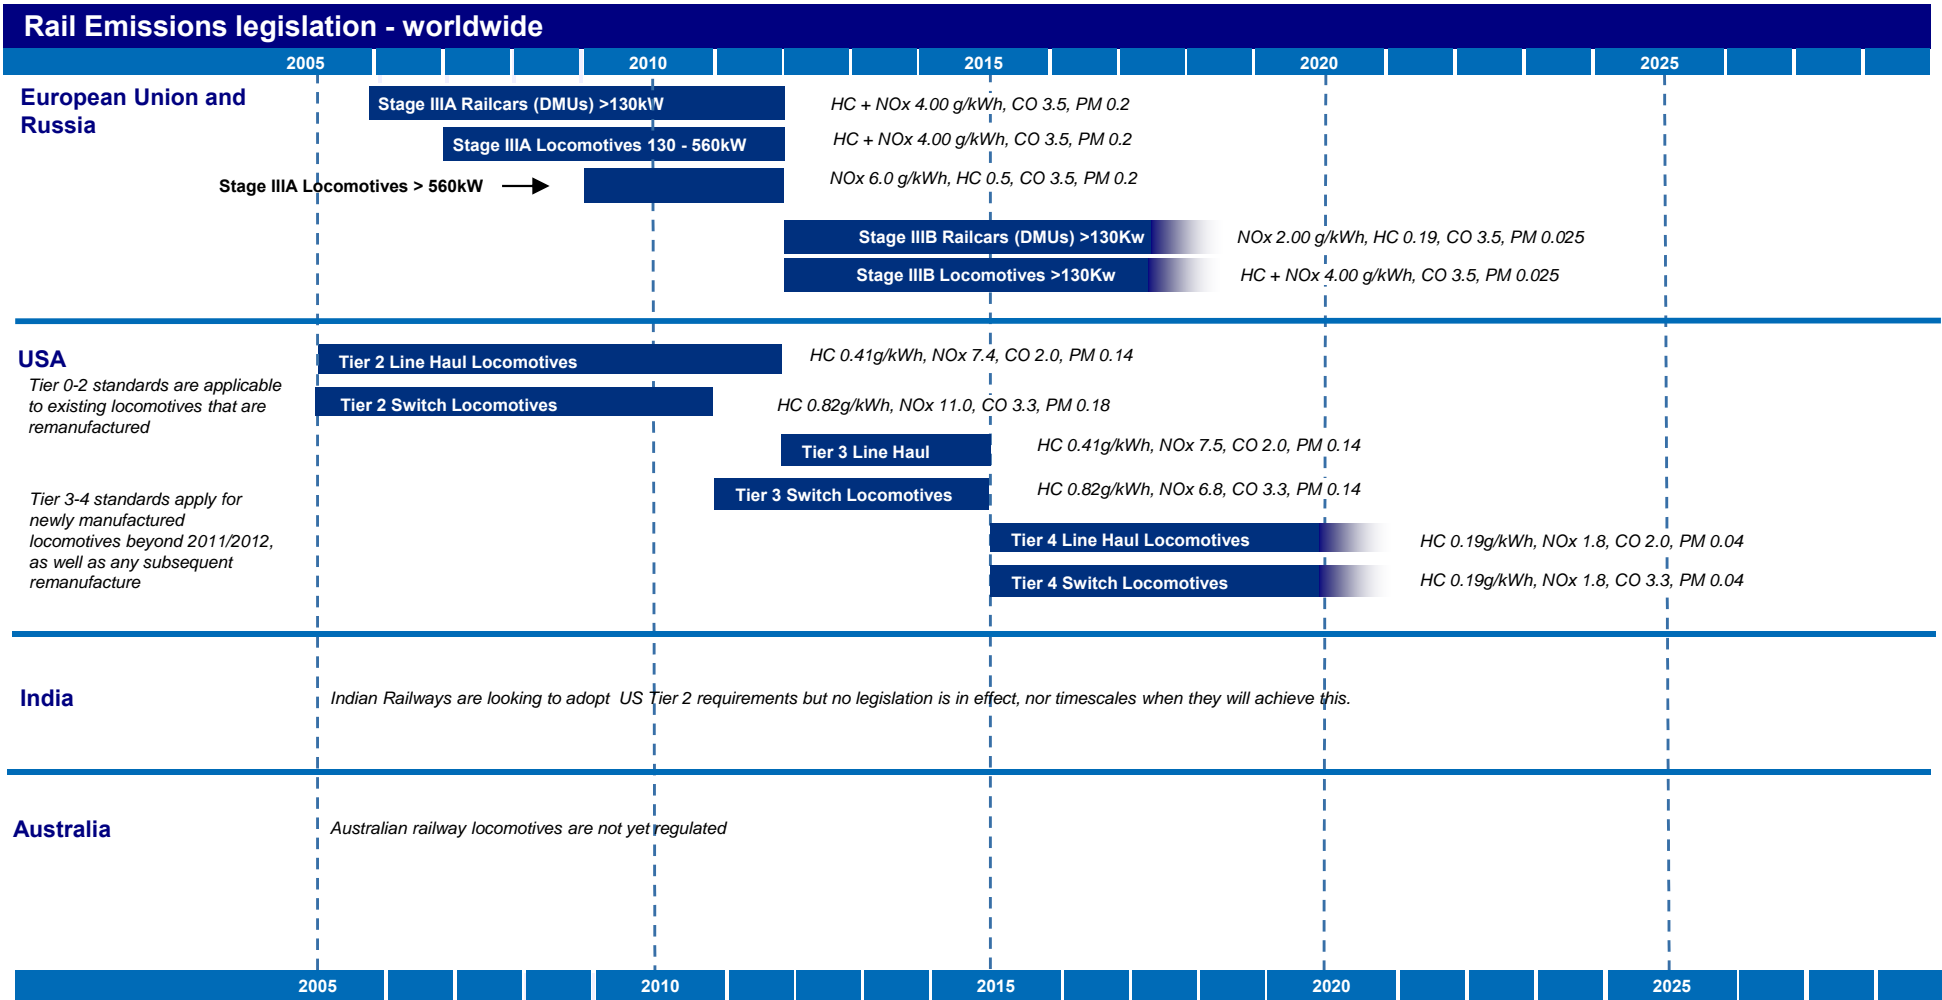 Rail Emissions legislation - worldwide
2005 2010 2015 2020 2025
European Union and
Russia
Stage IIIA Railcars (DMUs) >130kW
HC + NOx 4.00 g/kWh, CO 3.5, PM 0.2
Stage IIIA Locomotives 130 - 560kW
HC + NOx 4.00 g/kWh, CO 3.5, PM 0.2
Stage IIIA Locomotives > 560kW
NOx 6.0 g/kWh, HC 0.5, CO 3.5, PM 0.2
Stage IIIB Railcars (DMUs) >130Kw
NOx 2.00 g/kWh, HC 0.19, CO 3.5, PM 0.025
Stage IIIB Locomotives >130Kw
HC + NOx 4.00 g/kWh, CO 3.5, PM 0.025
USA
Tier 0-2 standards are applicable
to existing locomotives that are
remanufactured
Tier 2 Line Haul Locomotives
HC 0.41g/kWh, NOx 7.4, CO 2.0, PM 0.14
Tier 2 Switch Locomotives
HC 0.82g/kWh, NOx 11.0, CO 3.3, PM 0.18
Tier 3 Line Haul
HC 0.41g/kWh, NOx 7.5, CO 2.0, PM 0.14
Tier 3 Switch Locomotives
HC 0.82g/kWh, NOx 6.8, CO 3.3, PM 0.14
Tier 3-4 standards apply for
newly manufactured
locomotives beyond 2011/2012,
as well as any subsequent
remanufacture
Tier 4 Line Haul Locomotives
HC 0.19g/kWh, NOx 1.8, CO 2.0, PM 0.04
Tier 4 Switch Locomotives
HC 0.19g/kWh, NOx 1.8, CO 3.3, PM 0.04
India
Indian Railways are looking to adopt  US Tier 2 requirements but no legislation is in effect, nor timescales when they will achieve this.
Australia
Australian railway locomotives are not yet regulated
2005 2010 2015 2020 2025